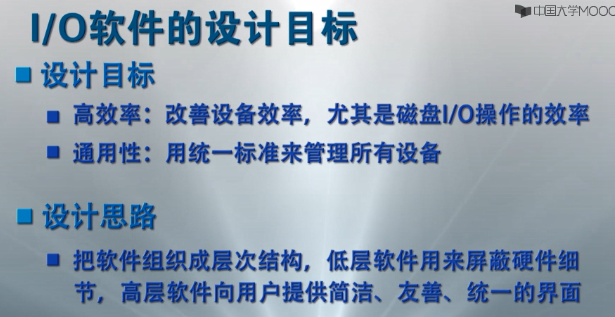 中国大学MOOC
I/O软件的设计目标
设计目标
高效率：改善设备效率，尤其是磁盘I/O操作的效率
通用性：用统一标准来管理所有设备
设计思路
把软件组织成层次结构，低层软件用来屏蔽硬件细
节，高层软件向用户提供简洁、友善、统一的界面